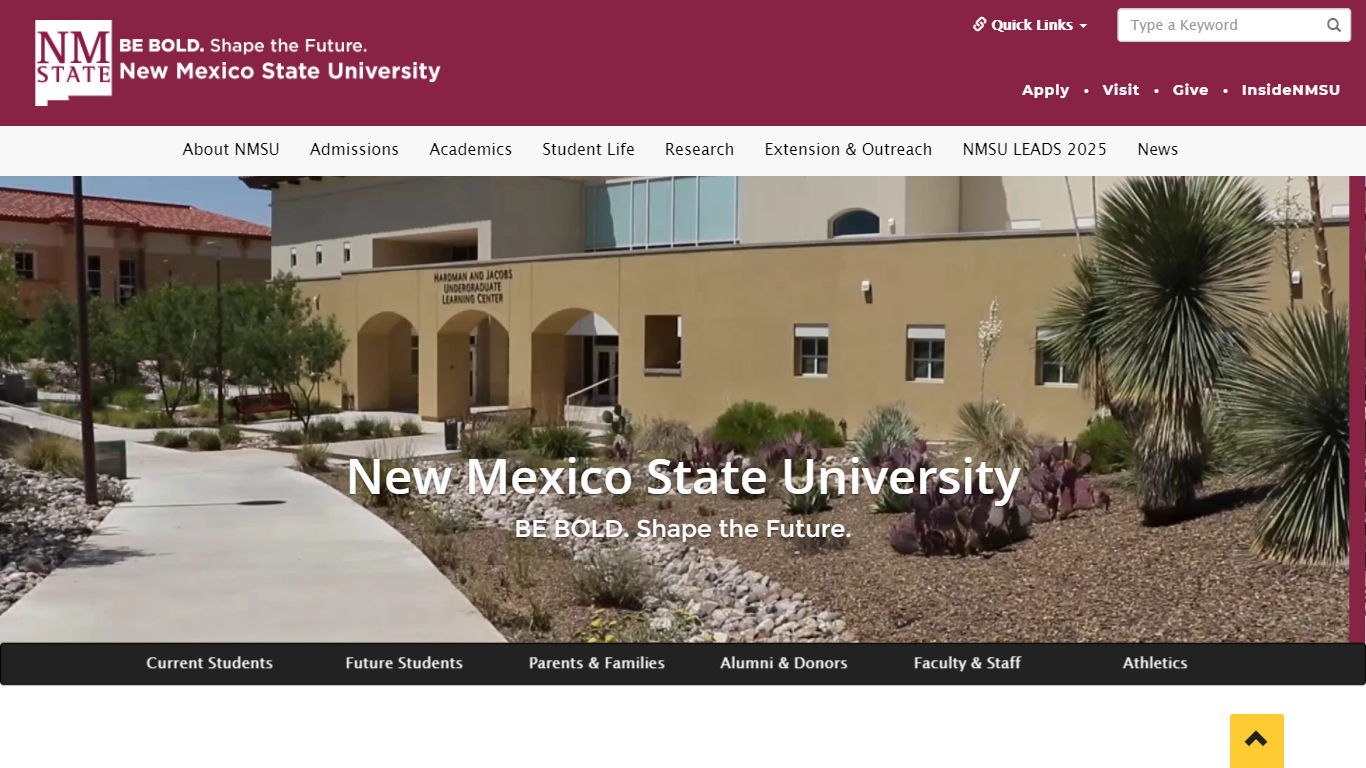 NM
STATE
BE BOLD. Shape the Future.
New Mexico State University
Quick Links
Type a Keyword
Apply • Visit • Give • InsideNMSU
About NMSU Admissions Academics Student Life Research Extension & Outreach NMSU LEADS 2025 News
HARDMAN AND JACOBS
UNDERGRADUATE
LEARNING CENTER
New Mexico State University
BE BOLD. Shape the Future.
Current Students Future Students Parents & Families Alumni & Donors Faculty & Staff Athletics